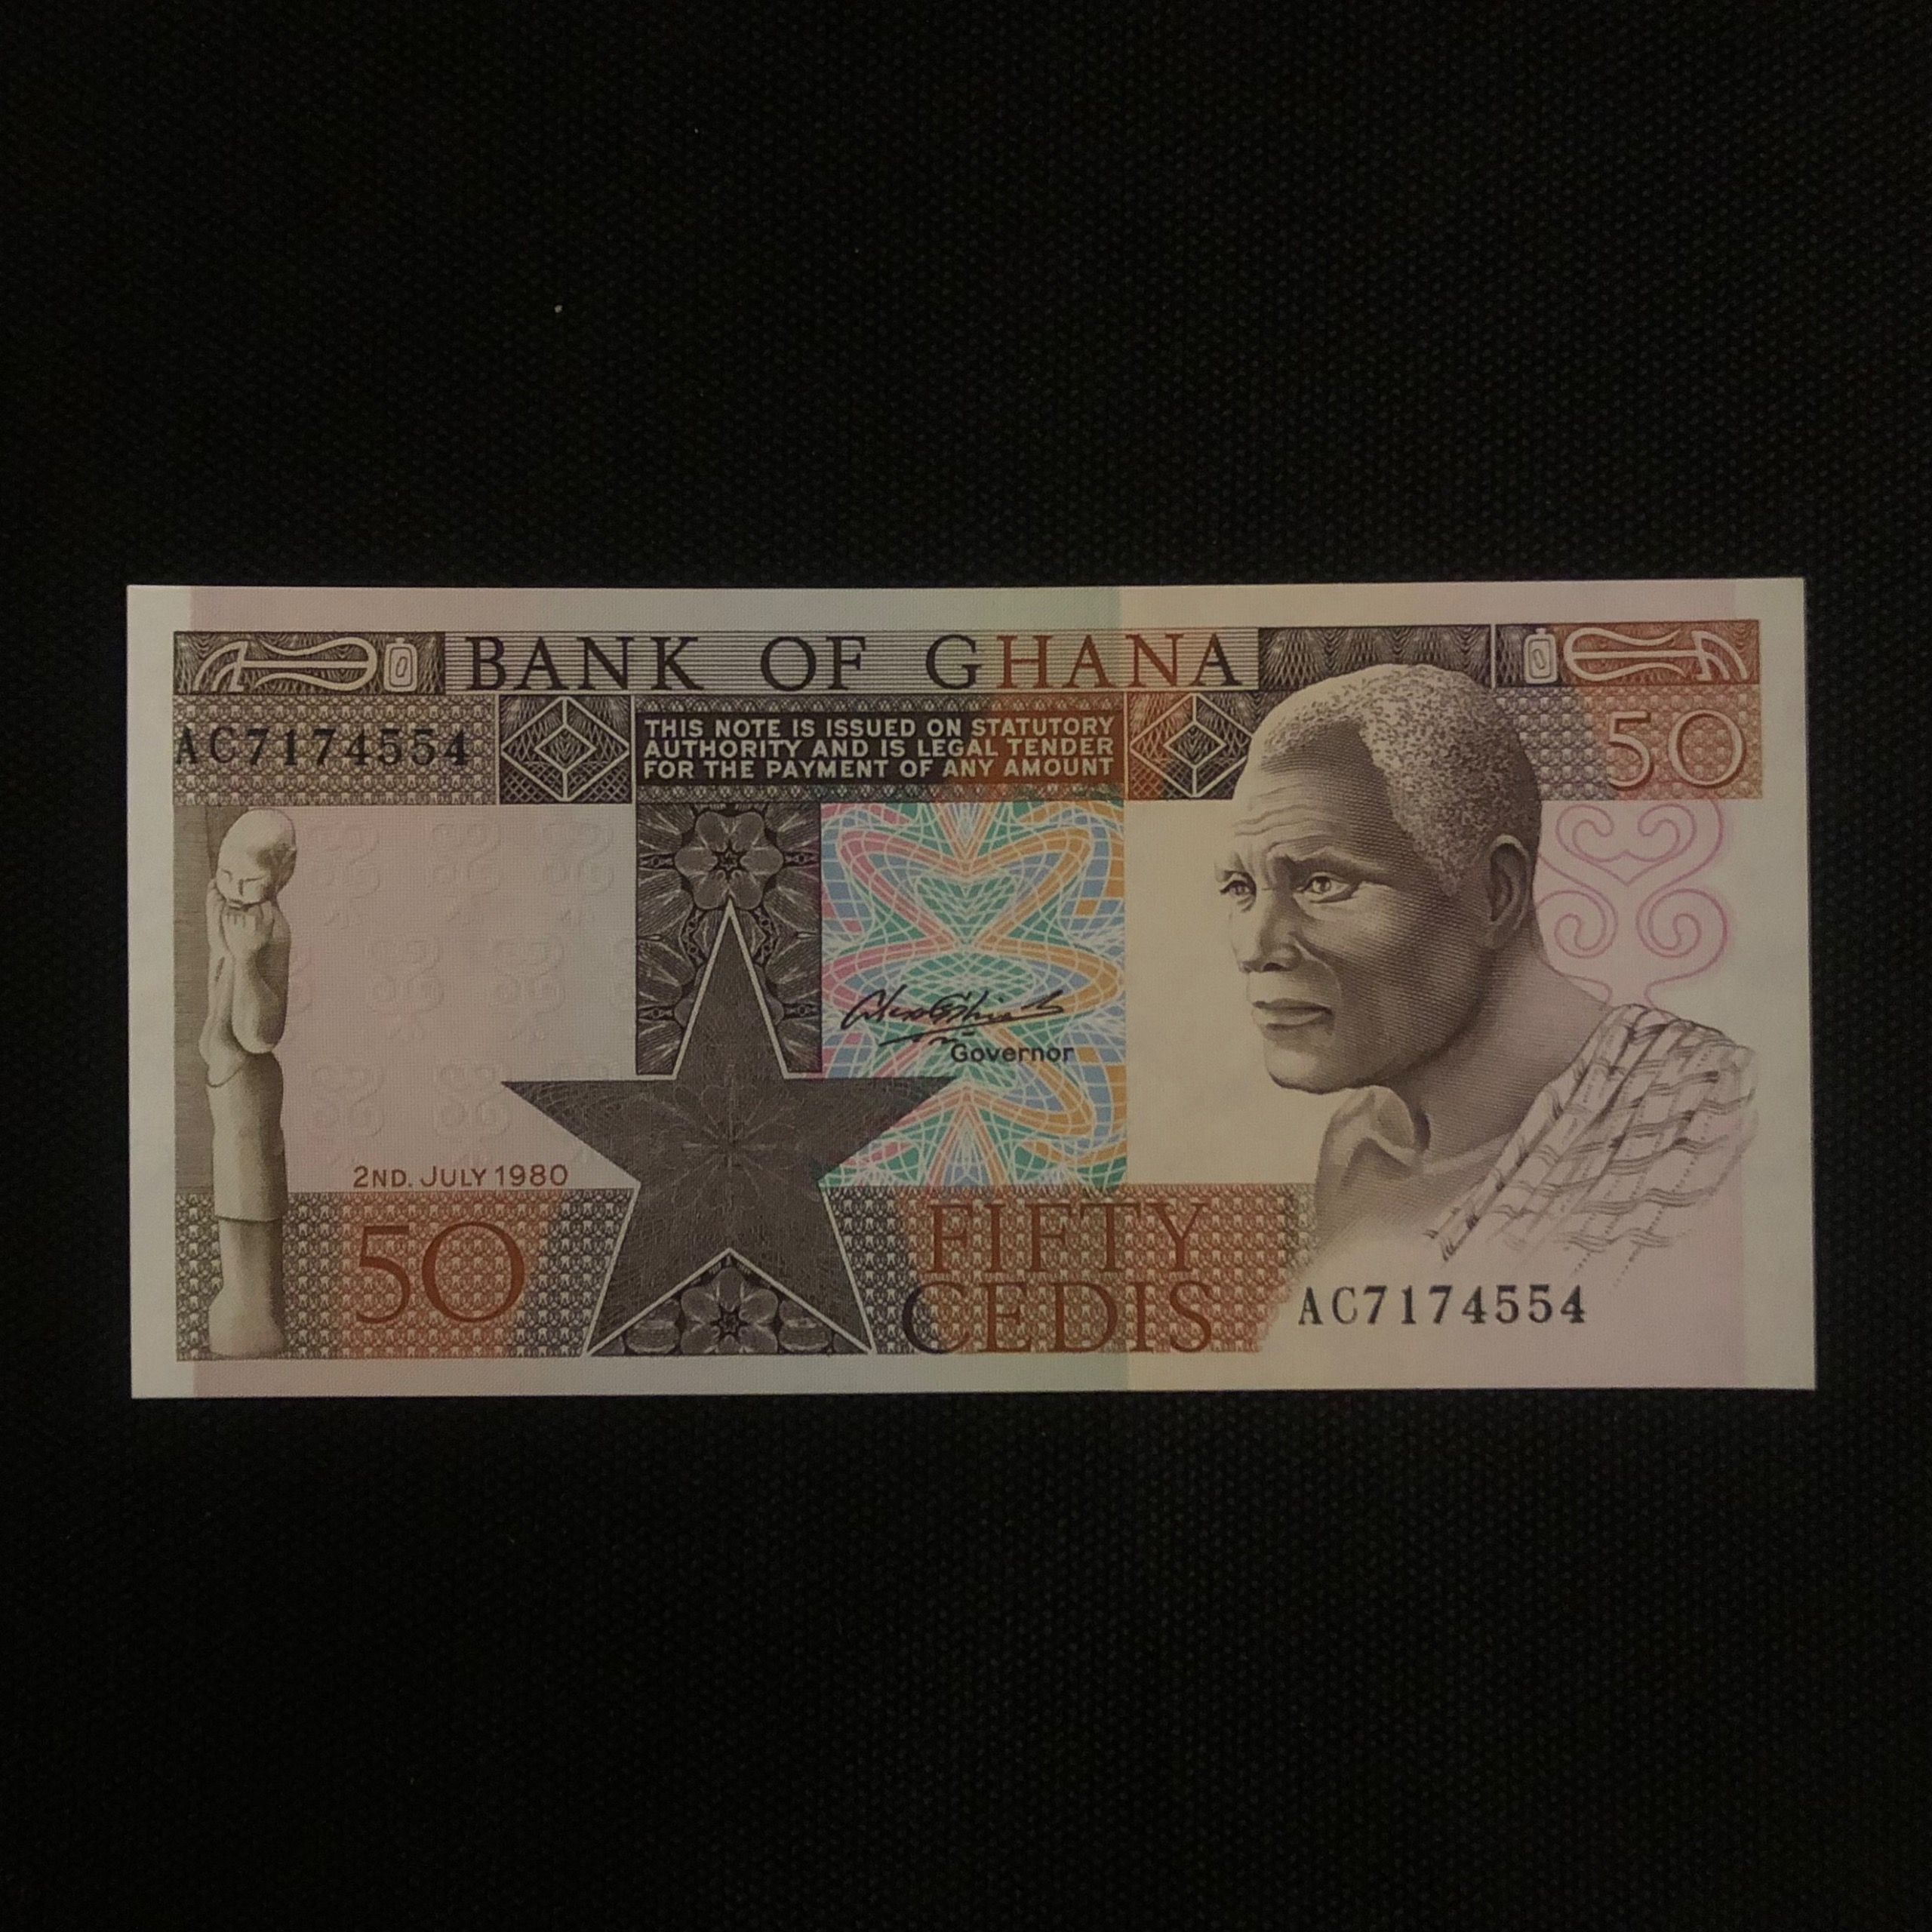 BANK OF GHANA
AC7174554
THIS NOTE IS ISSUED ON STATUTORY
AUTHORITY AND IS LEGAL TENDER
FOR THE PAYMENT OF ANY AMOUNT
50
Governor
2ND. JULY 1980
50
FIFTY
CEDIS
AC7174554